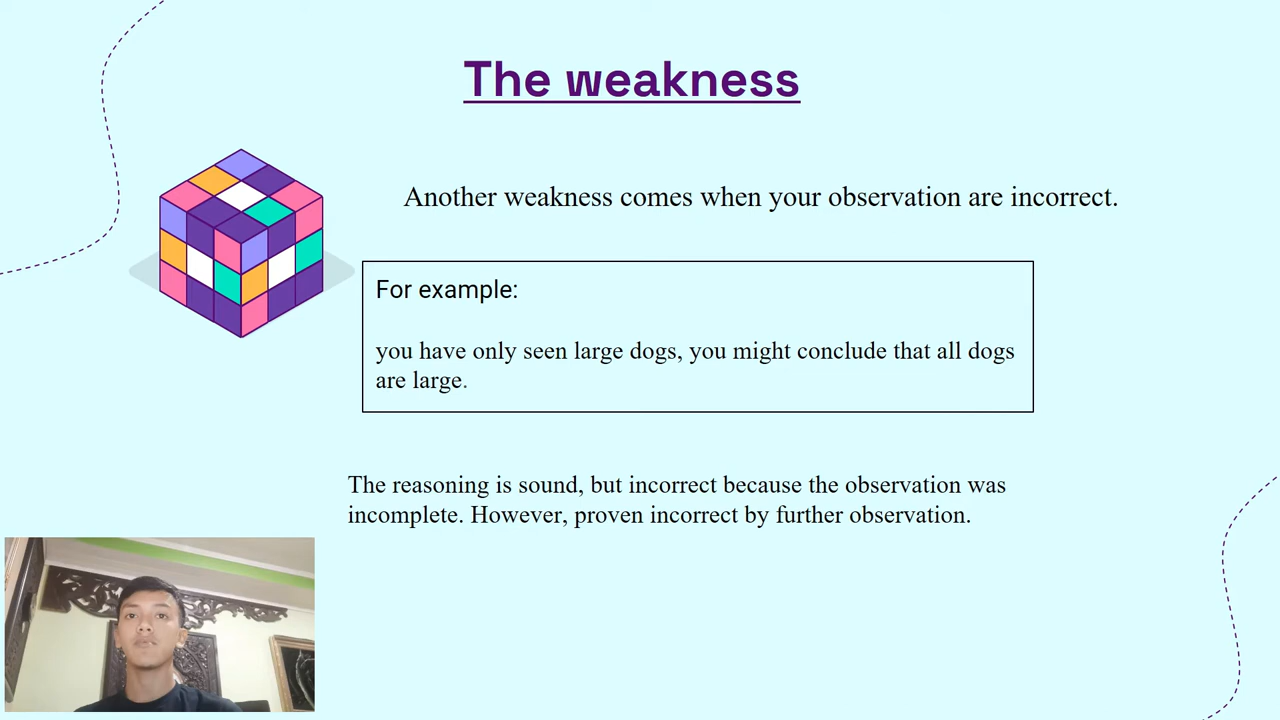 The weakness
Another weakness comes when your observation are incorrect.
For example:
you have only seen large dogs, you might conclude that all dogs
are large.
The reasoning is sound, but incorrect because the observation was
incomplete. However, proven incorrect by further observation.